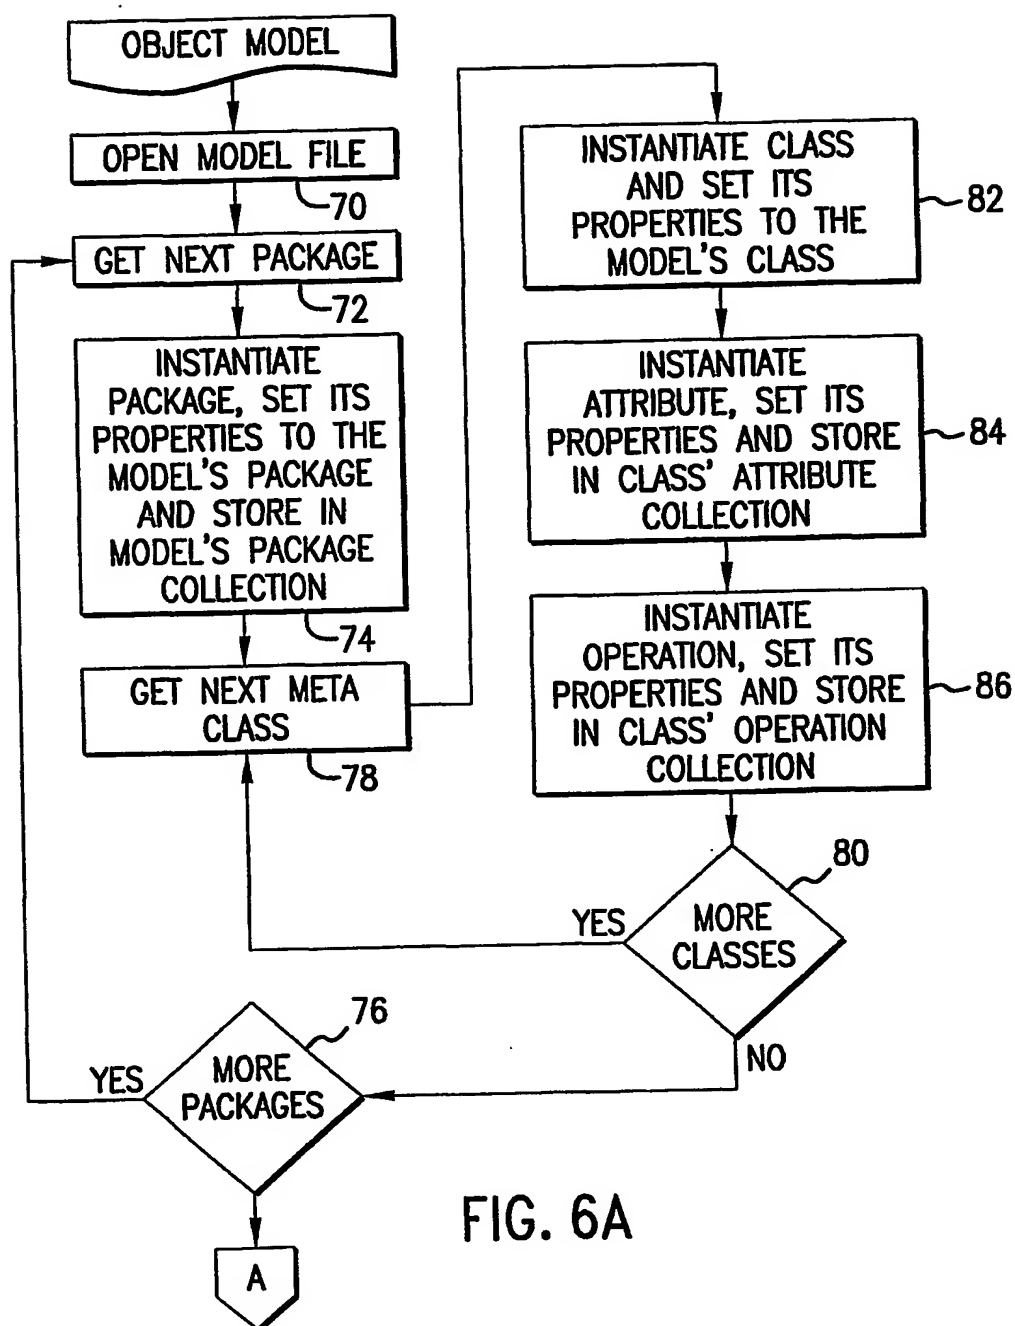 OBJECT MODEL
OPEN MODEL FILE
70
GET NEXT PACKAGE
72
INSTANTIATE
PACKAGE, SET ITS
PROPERTIES TO THE
MODEL'S PACKAGE
AND STORE IN
MODEL'S PACKAGE
COLLECTION
74
GET NEXT META
CLASS
78
INSTANTIATE CLASS
AND SET ITS
PROPERTIES TO THE
MODEL'S CLASS
82
INSTANTIATE
ATTRIBUTE, SET ITS
PROPERTIES AND STORE
IN CLASS' ATTRIBUTE
COLLECTION
84
INSTANTIATE
OPERATION, SET ITS
PROPERTIES AND STORE
IN CLASS' OPERATION
COLLECTION
86
80
MORE
CLASSES
YES
NO
76
MORE
PACKAGES
YES
A
FIG. 6A